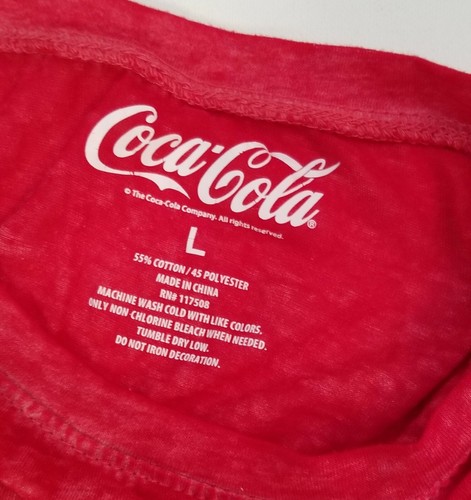 Coca-Cola®
© The Coca-Cola Company. All rights reserved.
L
55% COTTON / 45 POLYESTER
MADE IN CHINA
RN# 117508
MACHINE WASH COLD WITH LIKE COLORS.
ONLY NON-CHLORINE BLEACH WHEN NEEDED.
TUMBLE DRY LOW.
DO NOT IRON DECORATION.